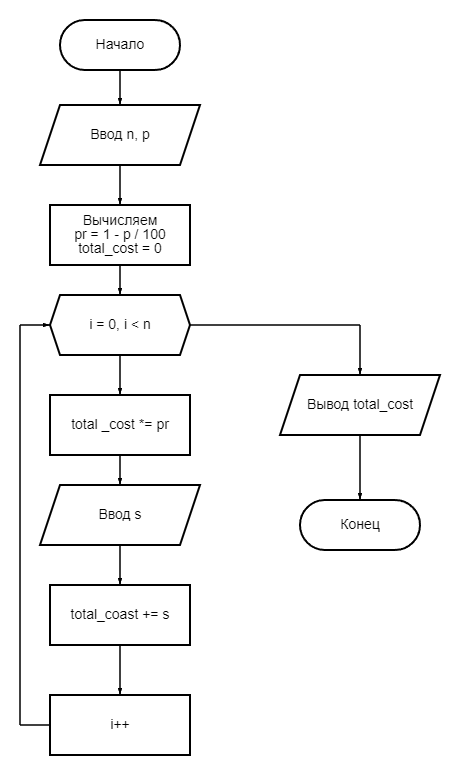 Начало
Ввод n, p
Вычисляем
pr = 1 - p / 100
total_cost = 0
i = 0, i < n
total _cost *= pr
Вывод total_cost
Ввод s
Конец
total_coast += s
i++